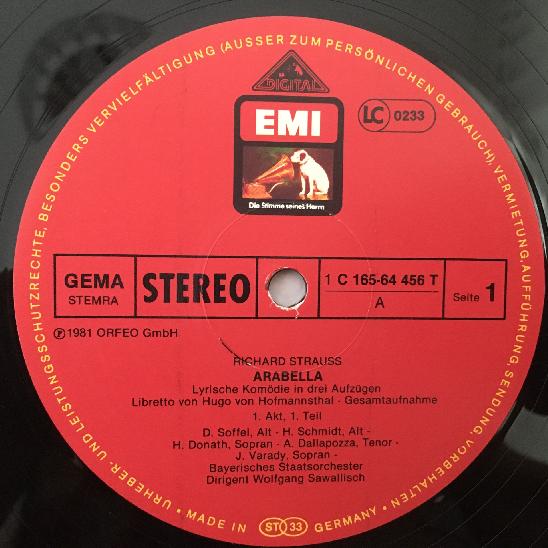 URHEBER- UND LEISTUNGSSCHUTZRECHTE, BESONDERS VERVIELFÄLTIGUNG (AUSSER ZUM PERSÖNLICHEN GEBRAUCH), VERMIETUNG, AUFFÜHRUNG, SENDUNG, VORBEHALTEN
DIGITAL
EMI
LC 0233
Die Stimme seines Herrn
GEMA
STEMRA
STEREO
1 C 165-64 456 T
A
Seite 1
℗ 1981 ORFEO GmbH
RICHARD STRAUSS
ARABELLA
Lyrische Komödie in drei Aufzügen
Libretto von Hugo von Hofmannsthal - Gesamtaufnahme
1. Akt, 1. Teil
D. Soffel, Alt - H. Schmidt, Alt -
H. Donath, Sopran - A. Dallapozza, Tenor -
J. Varady, Sopran -
Bayerisches Staatsorchester
Dirigent Wolfgang Sawallisch
• MADE IN ST 33 GERMANY •